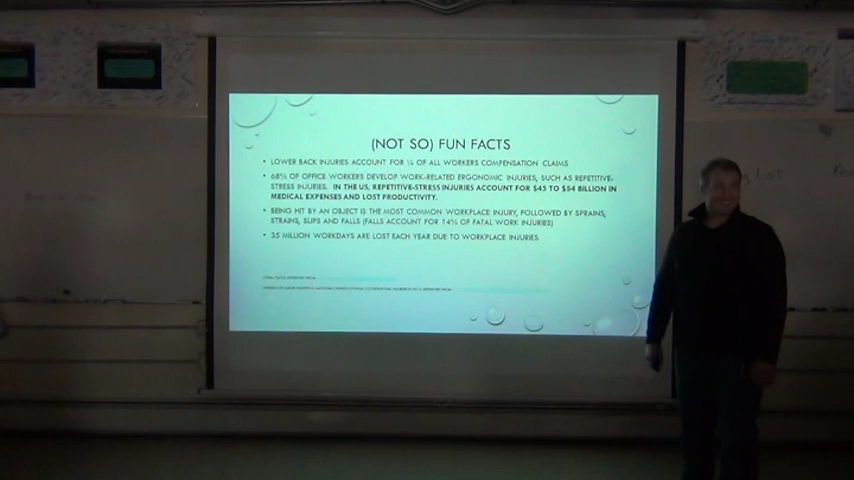 (NOT SO) FUN FACTS
• LOWER BACK INJURIES ACCOUNT FOR ¼ OF ALL WORKERS COMPENSATION CLAIMS
• 68% OF OFFICE WORKERS DEVELOP WORK-RELATED ERGONOMIC INJURIES, SUCH AS REPETITIVE-
STRESS INJURIES. IN THE US, REPETITIVE-STRESS INJURIES ACCOUNT FOR $45 TO $54 BILLION IN
MEDICAL EXPENSES AND LOST PRODUCTIVITY.
• BEING HIT BY AN OBJECT IS THE MOST COMMON WORKPLACE INJURY, FOLLOWED BY SPRAINS,
STRAINS, SLIPS AND FALLS (FALLS ACCOUNT FOR 14% OF FATAL WORK INJURIES)
• 35 MILLION WORKDAYS ARE LOST EACH YEAR DUE TO WORKPLACE INJURIES
LOT